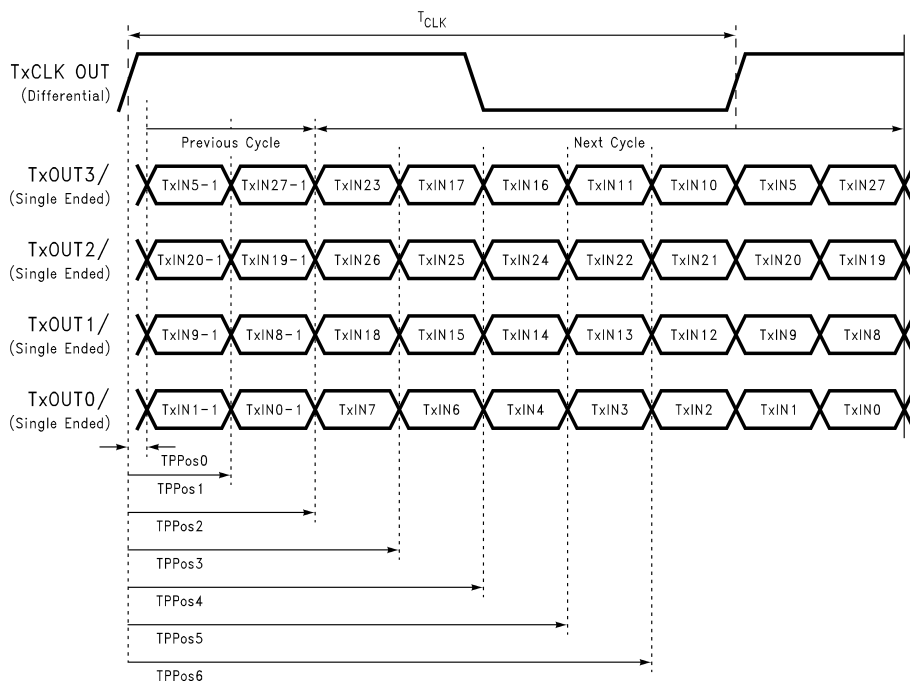 TCLK
TxCLK OUT
(Differential)
Previous Cycle
Next Cycle
TxOUT3/
(Single Ended)
TxIN5-1 TxIN27-1 TxIN23 TxIN17 TxIN16 TxIN11 TxIN10 TxIN5 TxIN27
TxOUT2/
(Single Ended)
TxIN20-1 TxIN19-1 TxIN26 TxIN25 TxIN24 TxIN22 TxIN21 TxIN20 TxIN19
TxOUT1/
(Single Ended)
TxIN9-1 TxIN8-1 TxIN18 TxIN15 TxIN14 TxIN13 TxIN12 TxIN9 TxIN8
TxOUT0/
(Single Ended)
TxIN1-1 TxIN0-1 TxIN7 TxIN6 TxIN4 TxIN3 TxIN2 TxIN1 TxIN0
TPPos0
TPPos1
TPPos2
TPPos3
TPPos4
TPPos5
TPPos6